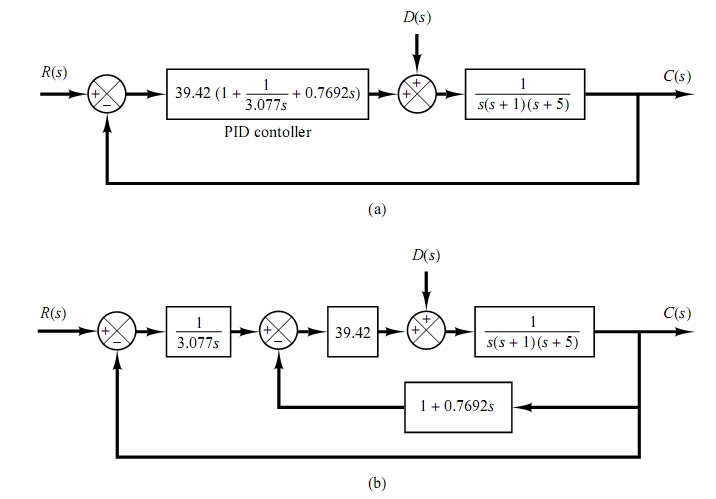 D(s)
R(s)
C(s)
39.42 (1 + 1/3.077s + 0.7692s)
+
−
+
+
1/s(s + 1)(s + 5)
PID contoller
(a)
D(s)
R(s)
C(s)
+
−
1/3.077s
+
−
39.42
+
+
1/s(s + 1)(s + 5)
1 + 0.7692s
(b)